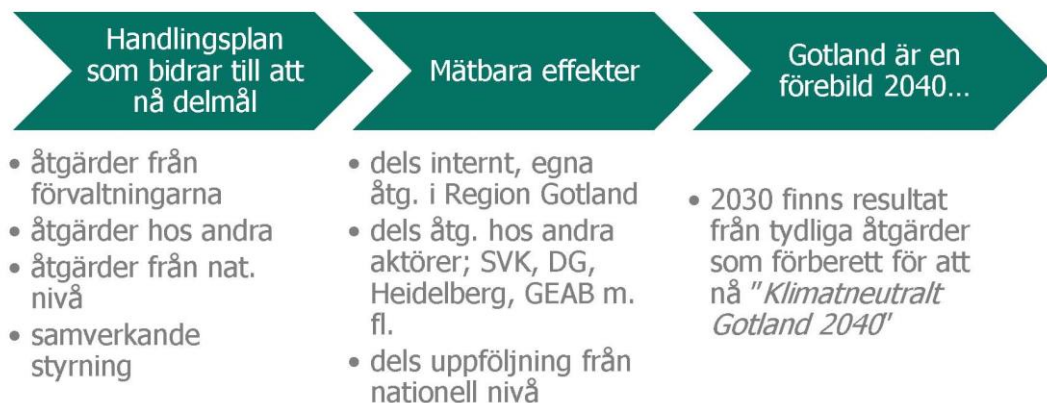 Handlingsplan
som bidrar till att
nå delmål
• åtgärder från
förvaltningarna
• åtgärder hos andra
• åtgärder från nat.
nivå
• samverkande
styrning
Mätbara effekter
• dels internt, egna
åtg. i Region Gotland
• dels åtg. hos andra
aktörer; SVK, DG,
Heidelberg, GEAB m.
fl.
• dels uppföljning från
nationell nivå
Gotland är en
förebild 2040...
• 2030 finns resultat
från tydliga åtgärder
som förberett för att
nå "Klimatneutralt
Gotland 2040"